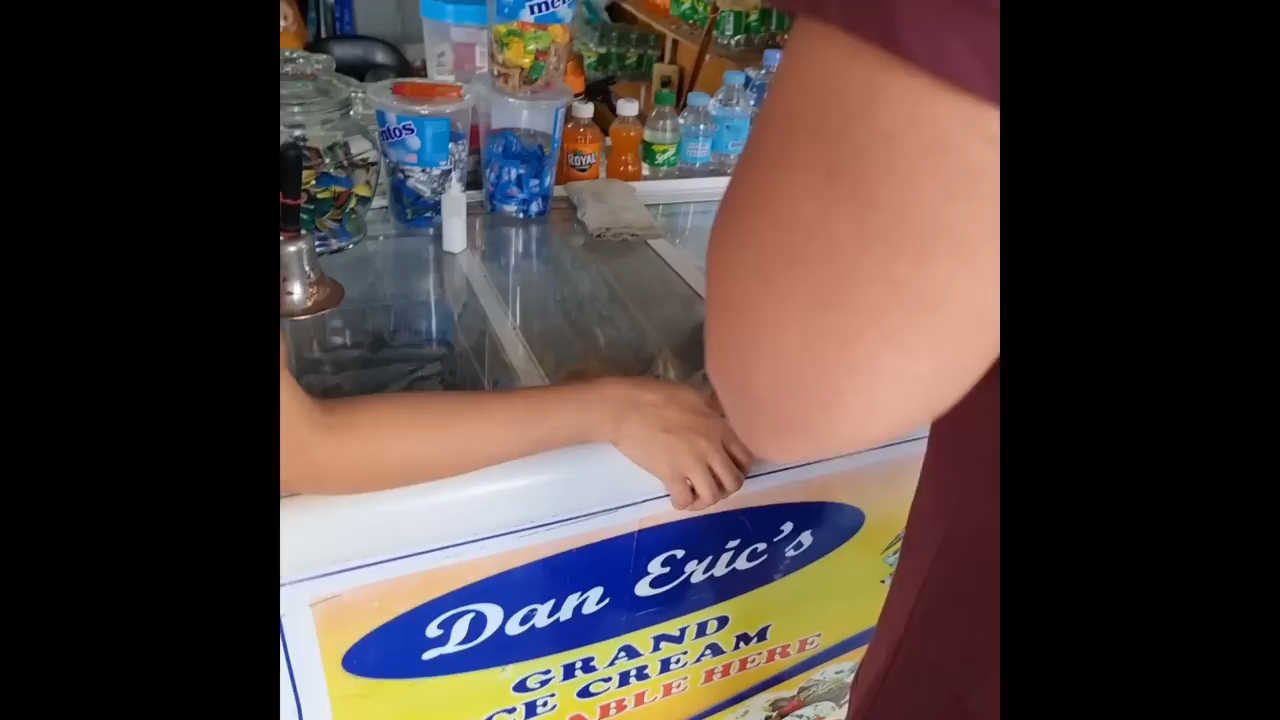 ntos
ROYAL
Dan Eric's
GRAND
CE CREAM
ABLE HERE